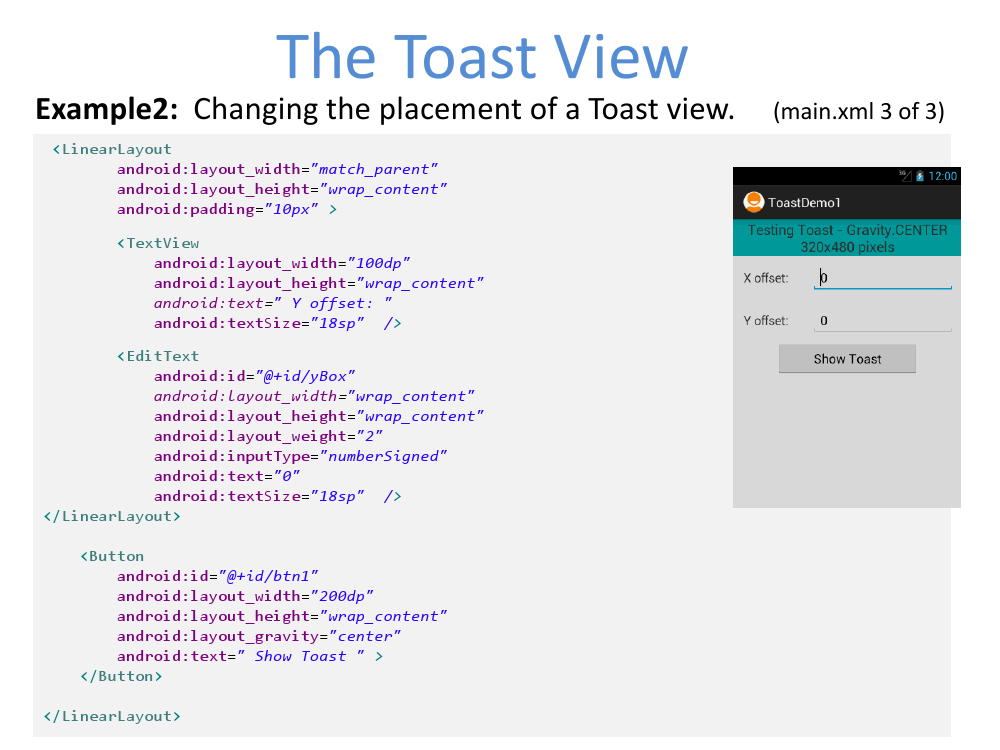 The Toast View
Example2: Changing the placement of a Toast view. (main.xml 3 of 3)
<LinearLayout
android:layout_width="match_parent"
android:layout_height="wrap_content"
android:padding="10px" >
<TextView
android:layout_width="100dp"
android:layout_height="wrap_content"
android:text=" Y offset: "
android:textSize="18sp" />
<EditText
android:id="@+id/yBox"
android:layout_width="wrap_content"
android:layout_height="wrap_content"
android:layout_weight="2"
android:inputType="numberSigned"
android:text="0"
android:textSize="18sp" />
</LinearLayout>
<Button
android:id="@+id/btn1"
android:layout_width="200dp"
android:layout_height="wrap_content"
android:layout_gravity="center"
android:text=" Show Toast " >
</Button>
</LinearLayout>
3G 12:00
ToastDemo1
Testing Toast - Gravity.CENTER
320x480 pixels
X offset: 0
Y offset: 0
Show Toast